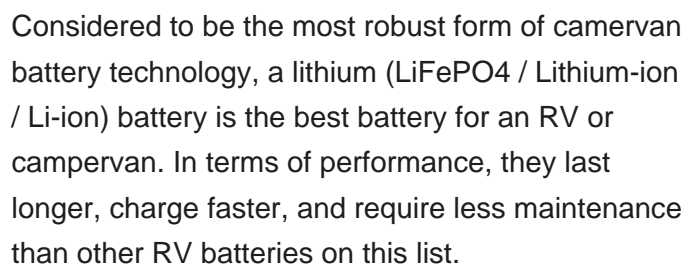 Considered to be the most robust form of camervan
battery technology, a lithium (LiFePO4 / Lithium-ion
/ Li-ion) battery is the best battery for an RV or
campervan. In terms of performance, they last
longer, charge faster, and require less maintenance
than other RV batteries on this list.